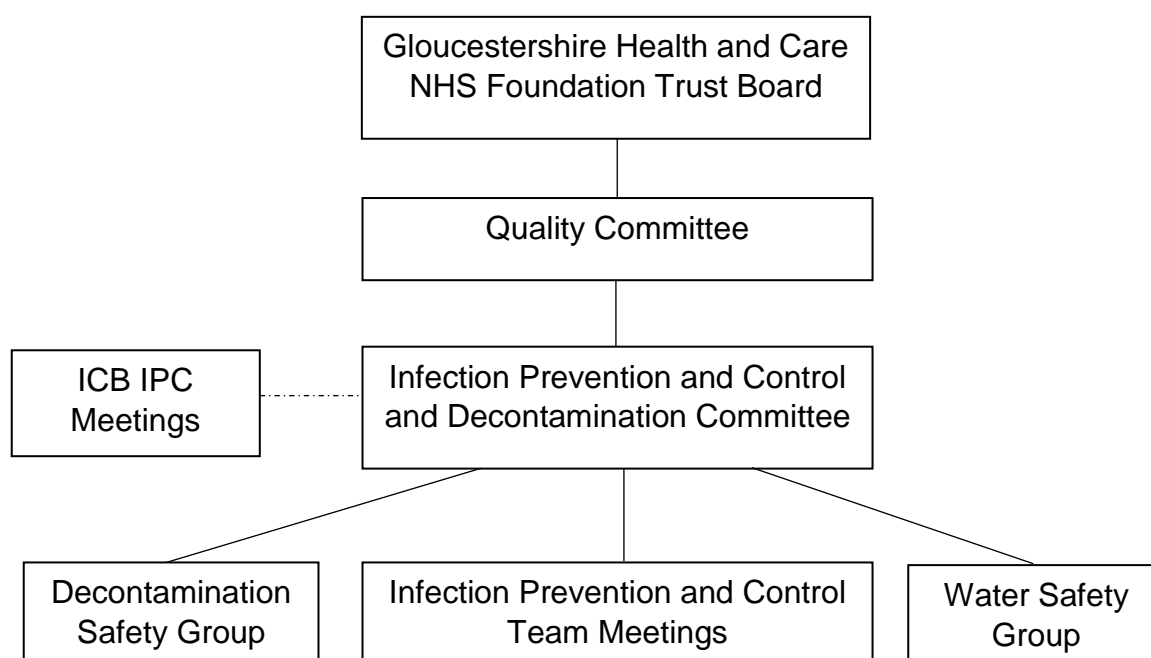 Gloucestershire Health and Care
NHS Foundation Trust Board
Quality Committee
ICB IPC
Meetings
Infection Prevention and Control
and Decontamination Committee
Decontamination
Safety Group
Infection Prevention and Control
Team Meetings
Water Safety
Group